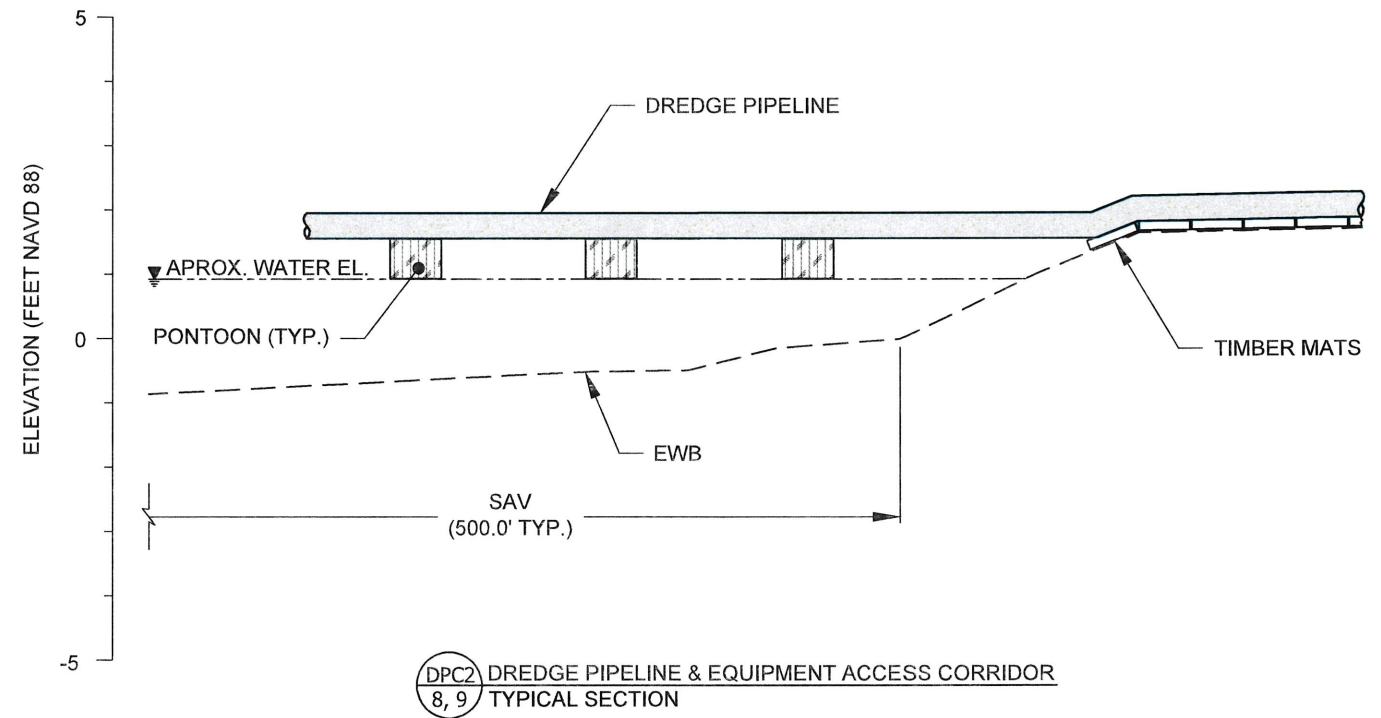 5
DREDGE PIPELINE
APROX. WATER EL.
ELEVATION (FEET NAVD 88)
PONTOON (TYP.)
0
TIMBER MATS
EWB
SAV
(500.0' TYP.)
-5
DPC2
8, 9
DREDGE PIPELINE & EQUIPMENT ACCESS CORRIDOR
TYPICAL SECTION